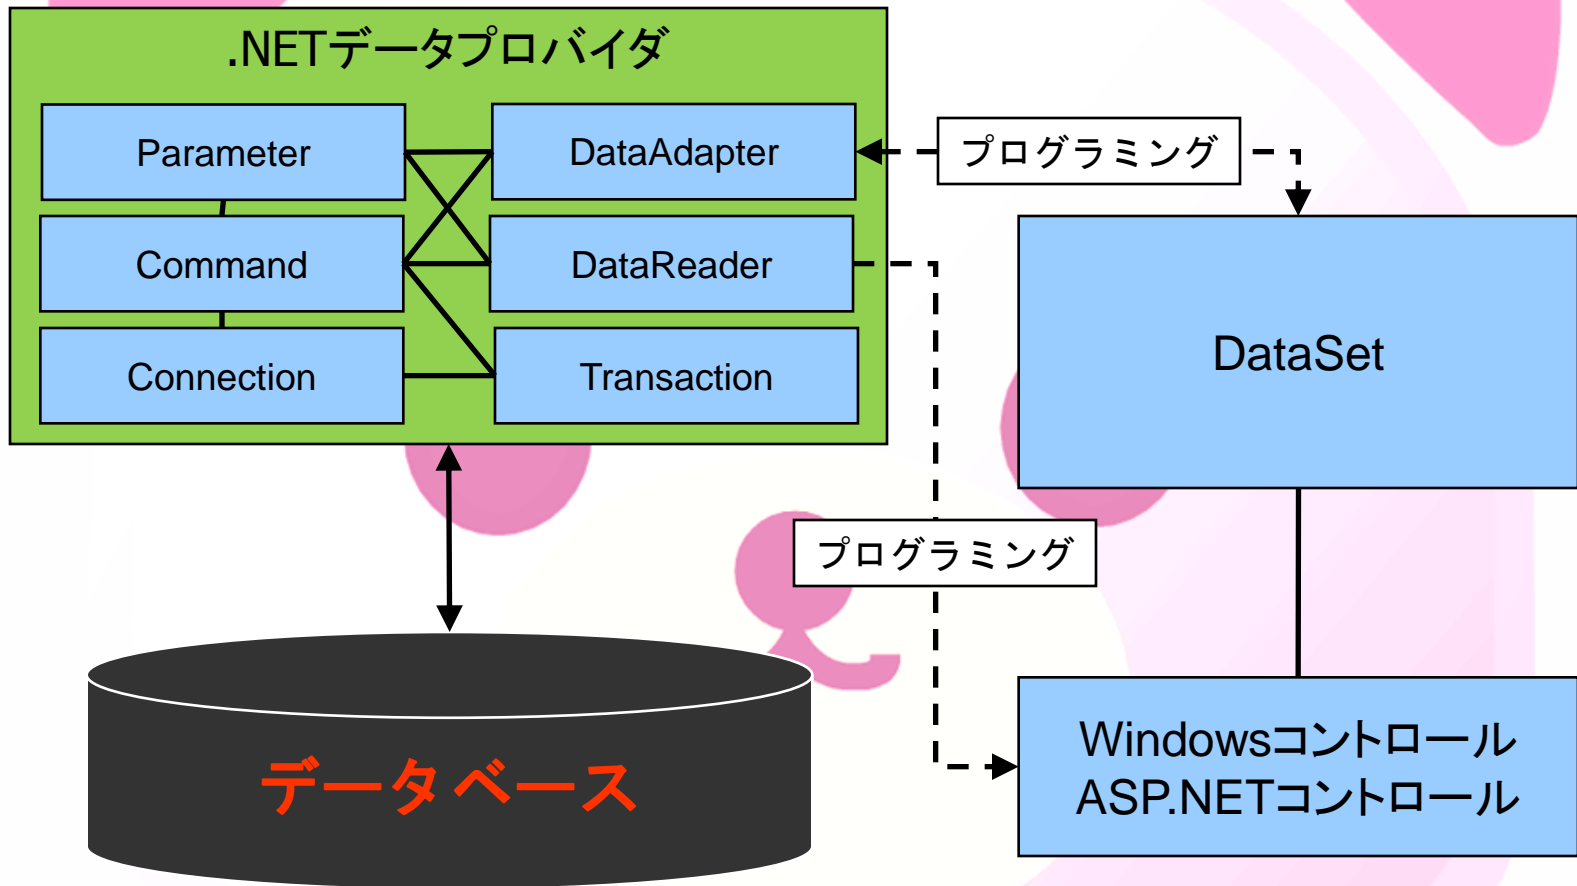 .NETデータプロバイダ
Parameter
DataAdapter
プログラミング
Command
DataReader
Connection
Transaction
DataSet
プログラミング
データベース
Windowsコントロール
ASP.NETコントロール